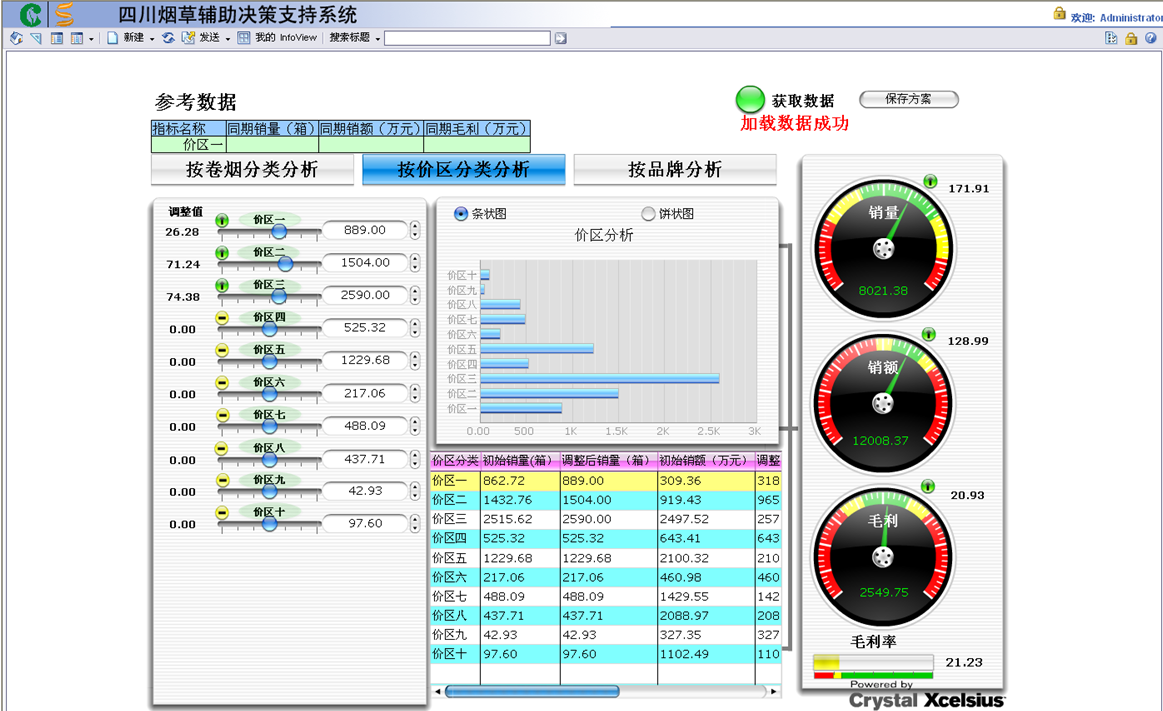 四川烟草辅助决策支持系统
欢迎: Administrator
新建 发送 我的 InfoView 搜索标题
参考数据
获取数据 保存方案
加载数据成功
指标名称 同期销量（箱） 同期销额（万元） 同期毛利（万元）
价区一
按卷烟分类分析 按价区分类分析 按品牌分析
调整值
26.28 价区一 889.00
71.24 价区二 1504.00
74.38 价区三 2590.00
0.00 价区四 525.32
0.00 价区五 1229.68
0.00 价区六 217.06
0.00 价区七 488.09
0.00 价区八 437.71
0.00 价区九 42.93
0.00 价区十 97.60
条状图 饼状图
价区分析
价区十
价区九
价区八
价区七
价区六
价区五
价区四
价区三
价区二
价区一
0.00 500 1K 1.5K 2K 2.5K 3K
价区分类 初始销量(箱) 调整后销量（箱） 初始销额（万元） 调整
价区一 862.72 889.00 309.36 318
价区二 1432.76 1504.00 919.43 965
价区三 2515.62 2590.00 2497.52 257
价区四 525.32 525.32 643.41 643
价区五 1229.68 1229.68 2100.32 210
价区六 217.06 217.06 460.98 460
价区七 488.09 488.09 1429.55 142
价区八 437.71 437.71 2088.97 208
价区九 42.93 42.93 327.35 327
价区十 97.60 97.60 1102.49 110
171.91
销量
8021.38
128.99
销额
12008.37
20.93
毛利
2549.75
毛利率
21.23
Powered by
Crystal Xcelsius